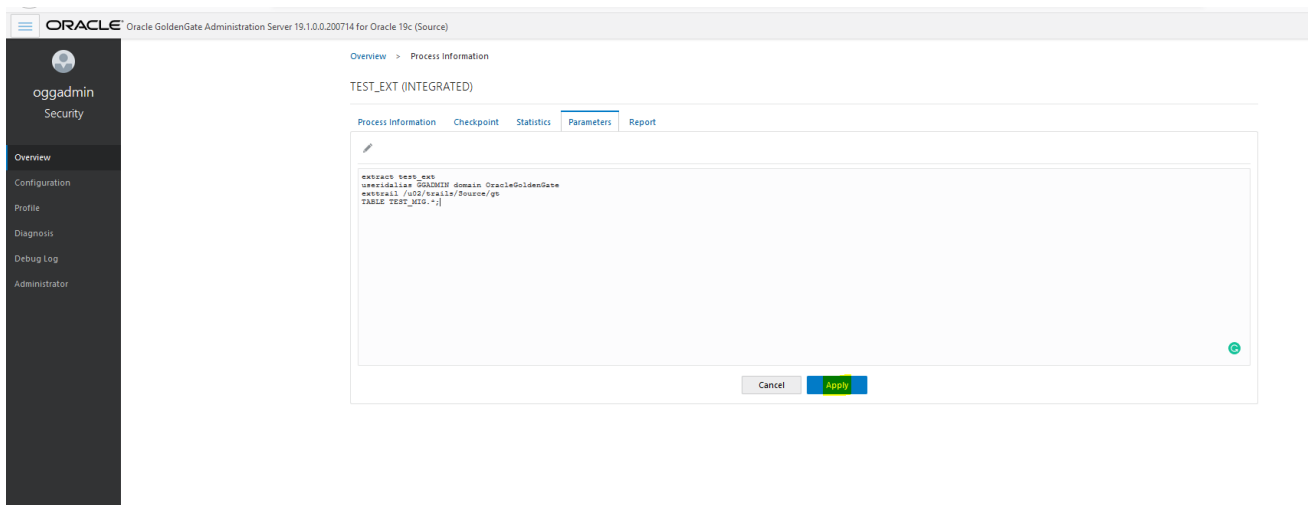 ORACLE® Oracle GoldenGate Administration Server 19.1.0.0.200714 for Oracle 19c (Source)
oggadmin
Security
Overview
Configuration
Profile
Diagnosis
Debug Log
Administrator
Overview > Process Information
TEST_EXT (INTEGRATED)
Process Information Checkpoint Statistics Parameters Report
extract test_ext
useridalias GGADMIN domain OracleGoldenGate
exttrail /u02/trails/Source/gt
TABLE TEST_MIG.*;
Cancel Apply